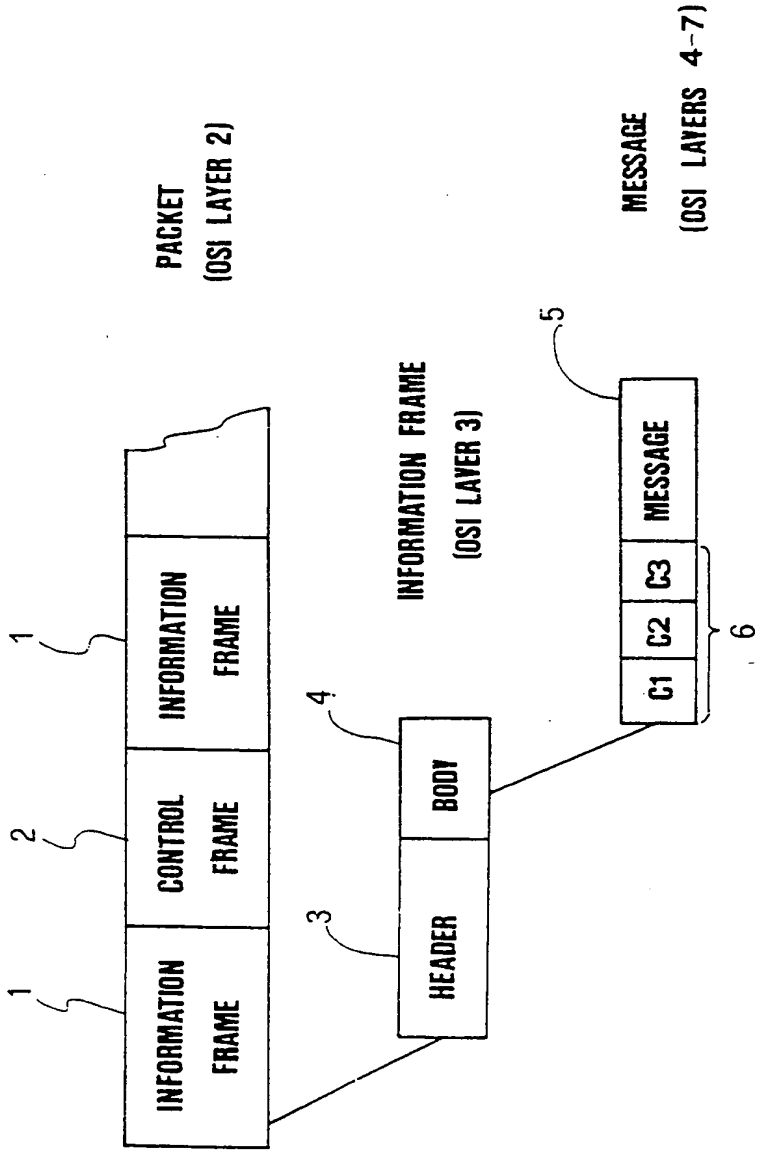 1
2
1
INFORMATION
FRAME
CONTROL
FRAME
INFORMATION
FRAME
PACKET
(OSI LAYER 2)
3
4
HEADER
BODY
INFORMATION FRAME
(OSI LAYER 3)
5
C1
C2
C3
MESSAGE
6
MESSAGE
(OSI LAYERS 4-7)